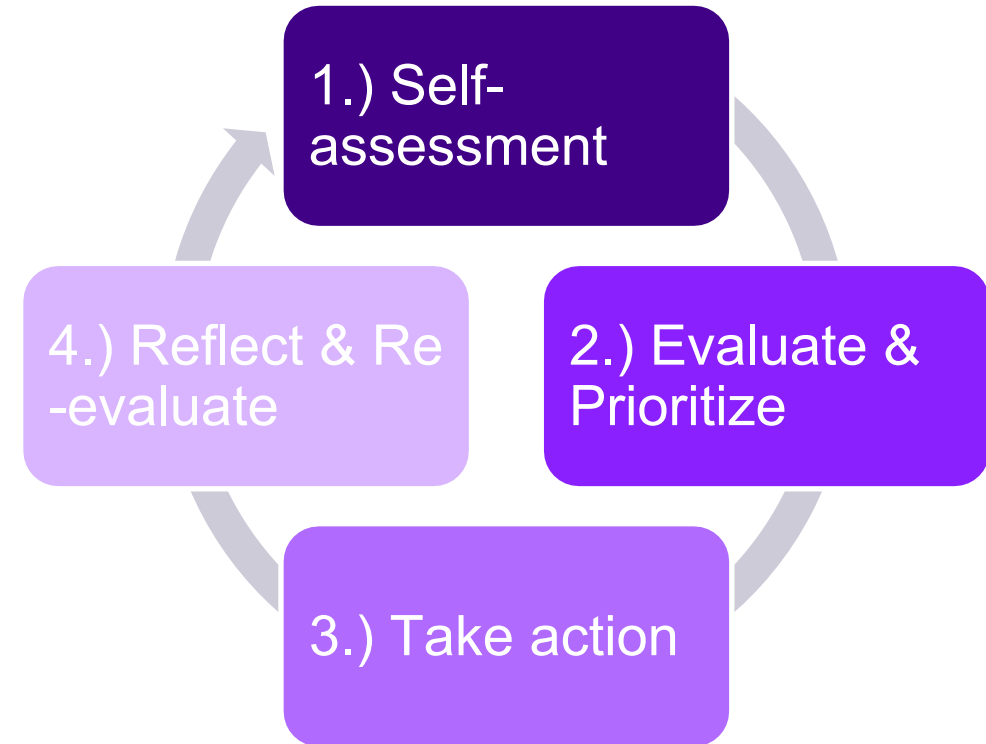 1.) Self-
assessment
2.) Evaluate &
Prioritize
3.) Take action
4.) Reflect & Re
-evaluate